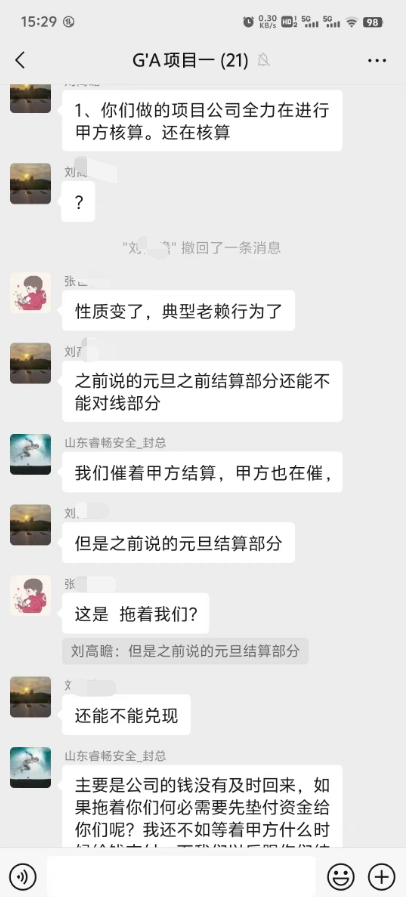 15:29
0.30
KB/s
HD
5G
5G
98
G'A项目一 (21)
1、你们做的项目公司全力在进行
甲方核算。还在核算
刘高
?
"刘 瞻" 撤回了一条消息
张
性质变了，典型老赖行为了
刘高
之前说的元旦之前结算部分还能不
能对线部分
山东睿畅安全_封总
我们催着甲方结算，甲方也在催，
刘
但是之前说的元旦结算部分
张
这是 拖着我们?
刘高瞻：但是之前说的元旦结算部分
还能不能兑现
山东睿畅安全_封总
主要是公司的钱没有及时回来，如
果拖着你们何必需要先垫付资金给
你们呢？我还不如等着甲方什么时